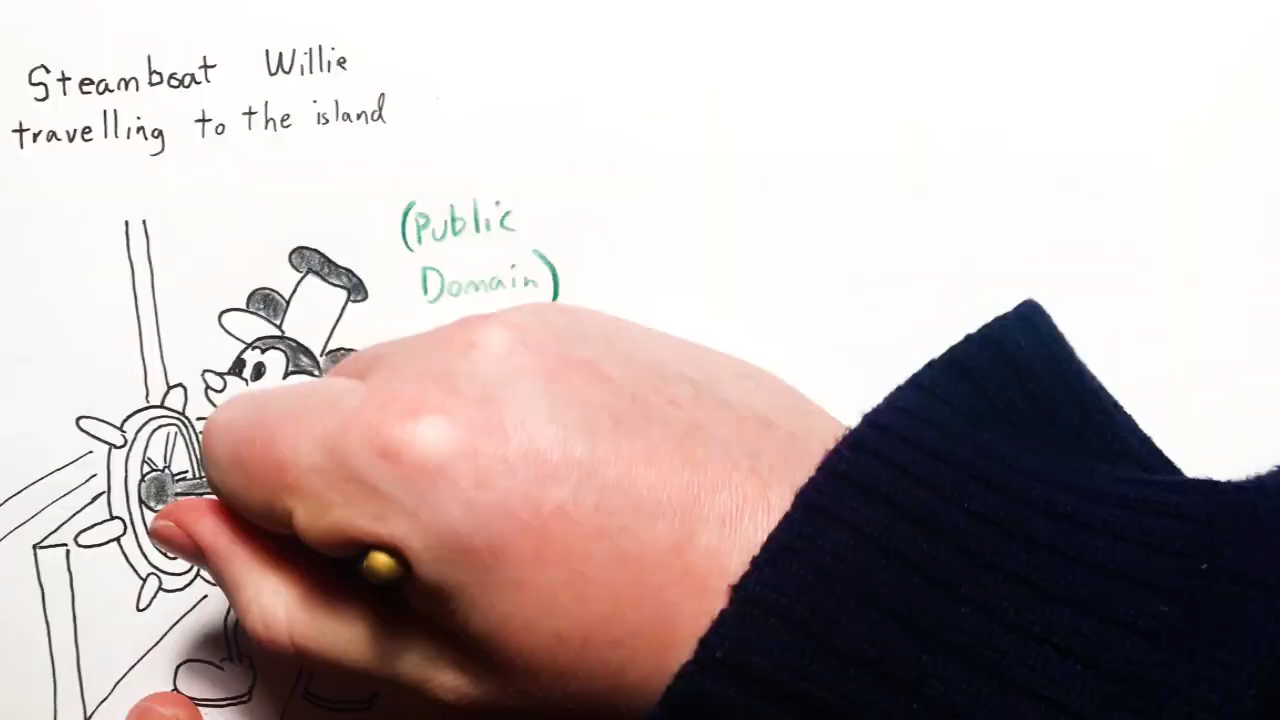 Steamboat Willie
travelling to the island
(Public
Domain)